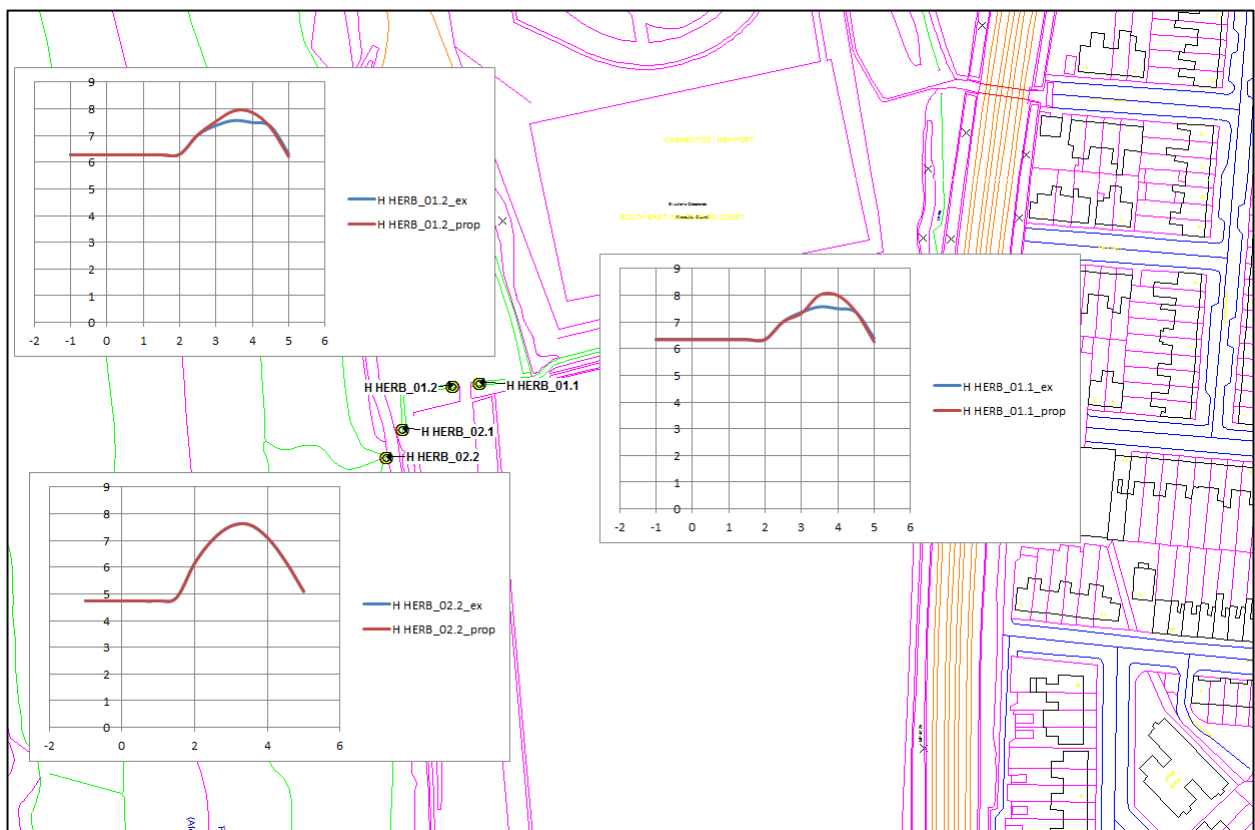 CASNEWYDD - NEWPORT
9
8
7
6
5
4
3
2
1
0
-2 -1 0 1 2 3 4 5 6
H HERB_01.2_ex
H HERB_01.2_prop
9
8
7
6
5
4
3
2
1
0
-2 -1 0 1 2 3 4 5 6
H HERB_01.1_ex
H HERB_01.1_prop
H HERB_01.2
H HERB_01.1
H HERB_02.1
H HERB_02.2
9
8
7
6
5
4
3
2
1
0
-2 0 2 4 6
H HERB_02.2_ex
H HERB_02.2_prop